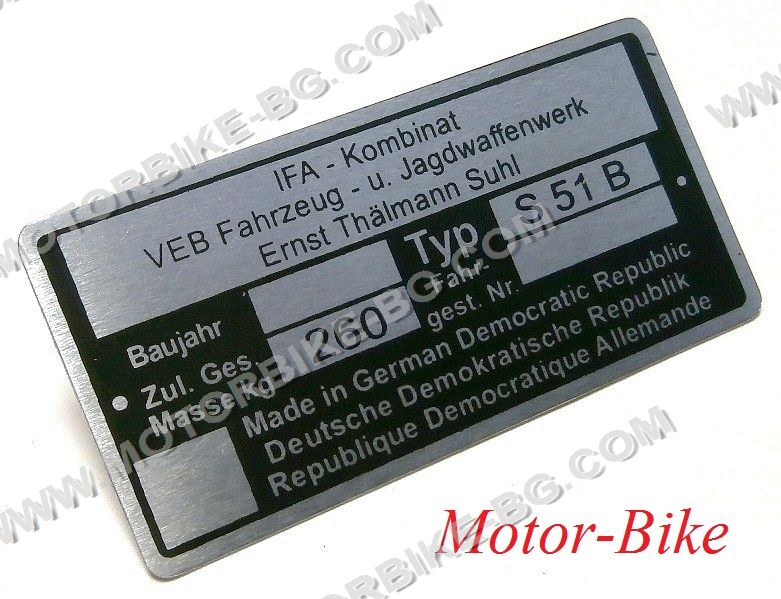 IFA - Kombinat
VEB Fahrzeug - u. Jagdwaffenwerk
Ernst Thälmann Suhl
Baujahr
Typ S 51 B
Zul. Ges.
Masse kg 260
Fahr-
gest. Nr.
Made in German Democratic Republic
Deutsche Demokratische Republik
Republique Democratique Allemande
Motor-Bike
WWW.MOTORBIKE-BG.COM